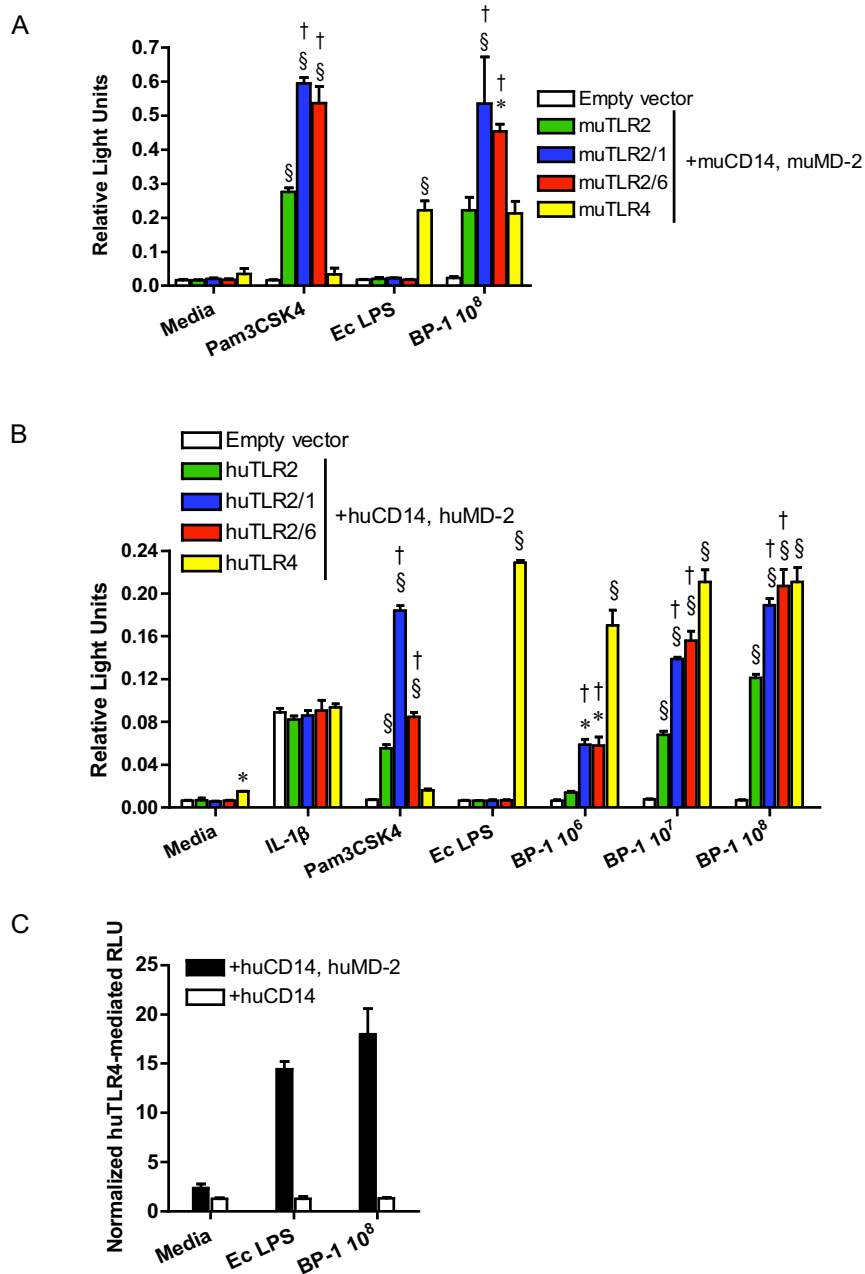 A
Relative Light Units
0.7
0.6
0.5
0.4
0.3
0.2
0.1
0.0
§
† §
† §
§
† §
† *
Media
Pam3CSK4
Ec LPS
BP-1 10⁸
Empty vector
muTLR2
muTLR2/1
muTLR2/6
muTLR4
+muCD14, muMD-2
B
Empty vector
huTLR2
huTLR2/1
huTLR2/6
huTLR4
+huCD14, huMD-2
Relative Light Units
0.24
0.20
0.16
0.12
0.08
0.04
0.00
*
§
† §
† §
§
† *
† *
§
§
† §
† §
§
§
† §
† §
§
Media
IL-1β
Pam3CSK4
Ec LPS
BP-1 10⁶
BP-1 10⁷
BP-1 10⁸
C
Normalized huTLR4-mediated RLU
25
20
15
10
5
0
+huCD14, huMD-2
+huCD14
Media
Ec LPS
BP-1 10⁸